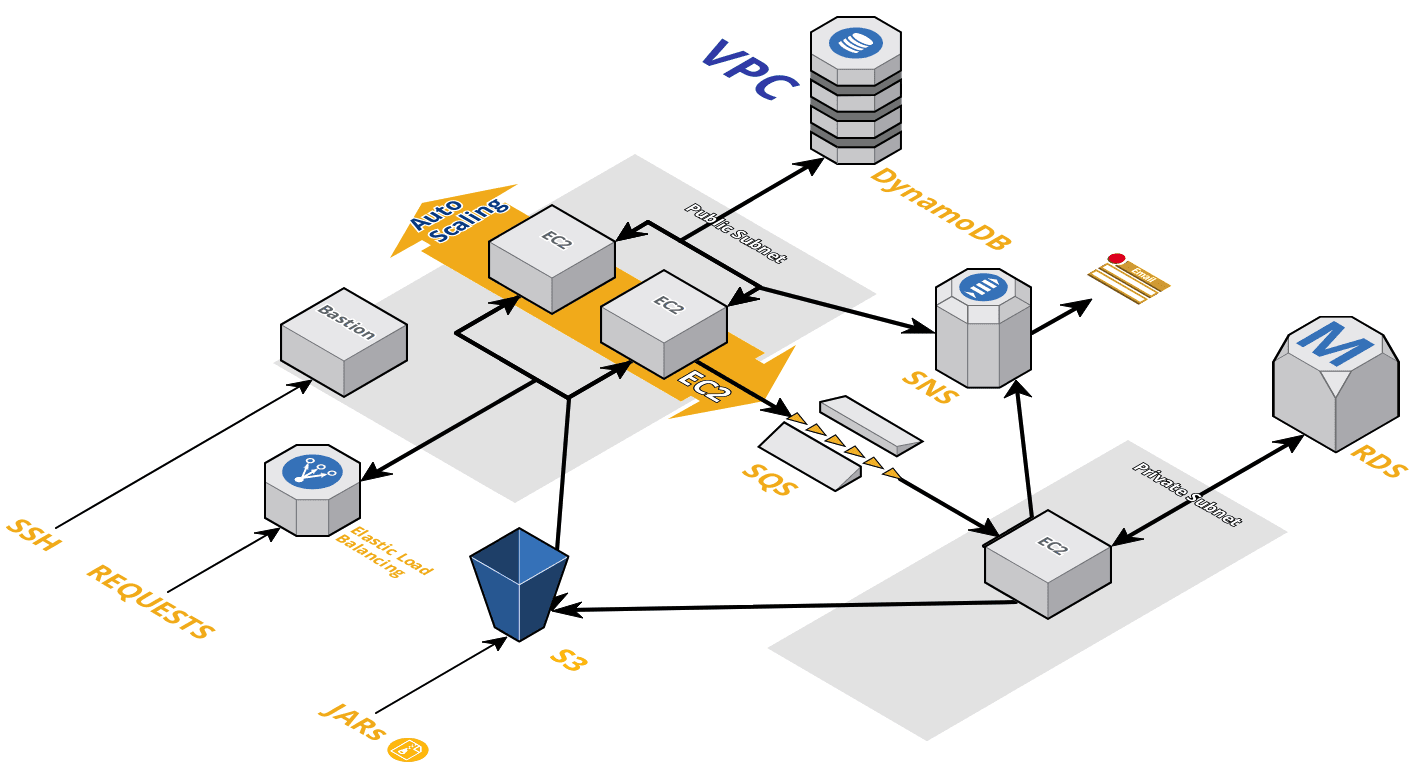 VPC
DynamoDB
Public Subnet
Auto
Scaling
EC2
EC2
EC2
Email
SNS
Bastion
M
RDS
SQS
Private Subnet
EC2
SSH
Elastic Load
Balancing
REQUESTS
S3
JARs